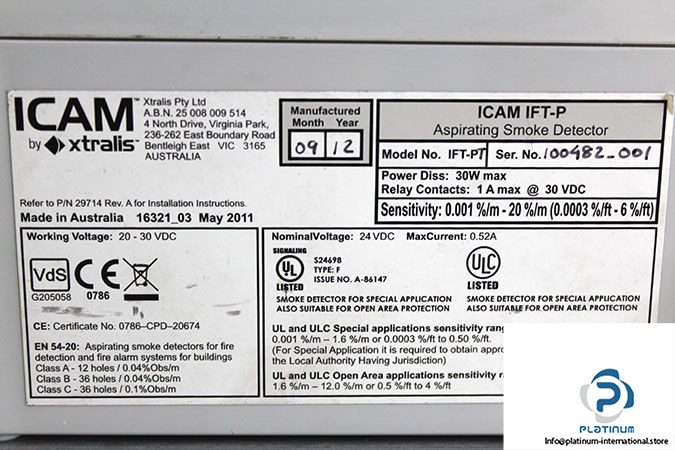 ICAM™
by xtralis™
Xtralis Pty Ltd
A.B.N. 25 008 009 514
4 North Drive, Virginia Park,
236-262 East Boundary Road
Bentleigh East VIC 3165
AUSTRALIA
Manufactured
Month Year
09 12
ICAM IFT-P
Aspirating Smoke Detector
Model No. IFT-PT Ser. No. 100482-001
Power Diss: 30W max
Relay Contacts: 1 A max @ 30 VDC
Sensitivity: 0.001 %/m - 20 %/m (0.0003 %/ft - 6 %/ft)
Refer to P/N 29714 Rev. A for Installation Instructions.
Made in Australia 16321_03 May 2011
Working Voltage: 20 - 30 VDC
VdS
G205058
CE
0786
CE: Certificate No. 0786-CPD-20674
EN 54-20: Aspirating smoke detectors for fire
detection and fire alarm systems for buildings
Class A - 12 holes / 0.04%Obs/m
Class B - 36 holes / 0.04%Obs/m
Class C - 36 holes / 0.1%Obs/m
NominalVoltage: 24VDC MaxCurrent: 0.52A
SIGNALING
UL
LISTED
S24698
TYPE: F
ISSUE NO. A-86147
ULC
LISTED
SMOKE DETECTOR FOR SPECIAL APPLICATION
ALSO SUITABLE FOR OPEN AREA PROTECTION
SMOKE DETECTOR FOR SPECIAL APPLICATION
ALSO SUITABLE FOR OPEN AREA PROTECTION
UL and ULC Special applications sensitivity rang
0.001 %/m - 1.6 %/m or 0.0003 %/ft to 0.50 %/ft.
(For Special Application it is required to obtain appro
the Local Authority Having Jurisdiction)
UL and ULC Open Area applications sensitivity ra
1.6 %/m - 12.0 %/m or 0.5 %/ft to 4 %/ft
PLATINUM
info@platinum-international.store